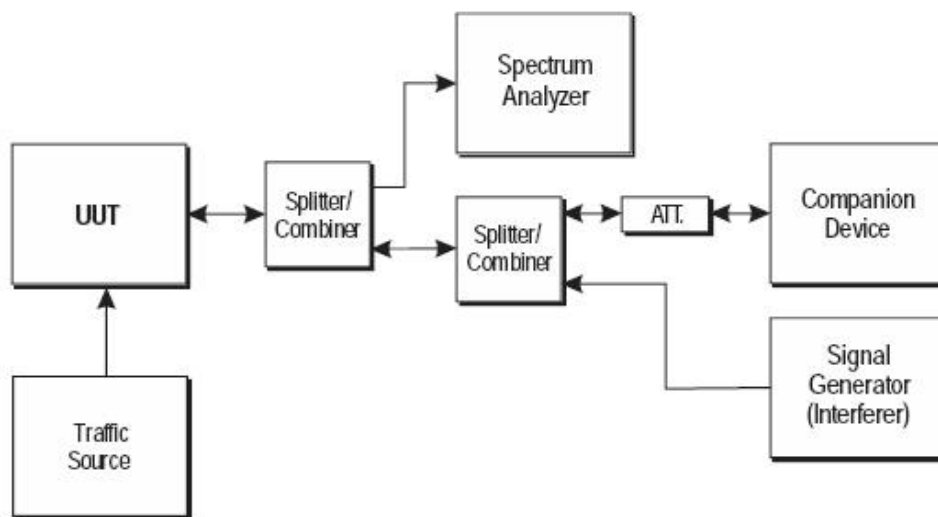 Spectrum
Analyzer
UUT
Splitter/
Combiner
Splitter/
Combiner
ATT.
Companion
Device
Traffic
Source
Signal
Generator
(Interferer)